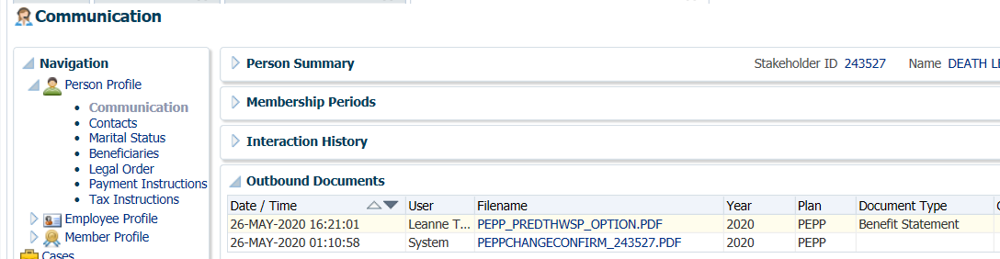 Communication
Navigation
Person Profile
Communication
Contacts
Marital Status
Beneficiaries
Legal Order
Payment Instructions
Tax Instructions
Employee Profile
Member Profile
Cases
Person Summary Stakeholder ID 243527 Name DEATH
Membership Periods
Interaction History
Outbound Documents
Date / Time User Filename Year Plan Document Type
26-MAY-2020 16:21:01 Leanne T... PEPP_PREDTHWSP_OPTION.PDF 2020 PEPP Benefit Statement
26-MAY-2020 01:10:58 System PEPPCHANGECONFIRM_243527.PDF 2020 PEPP